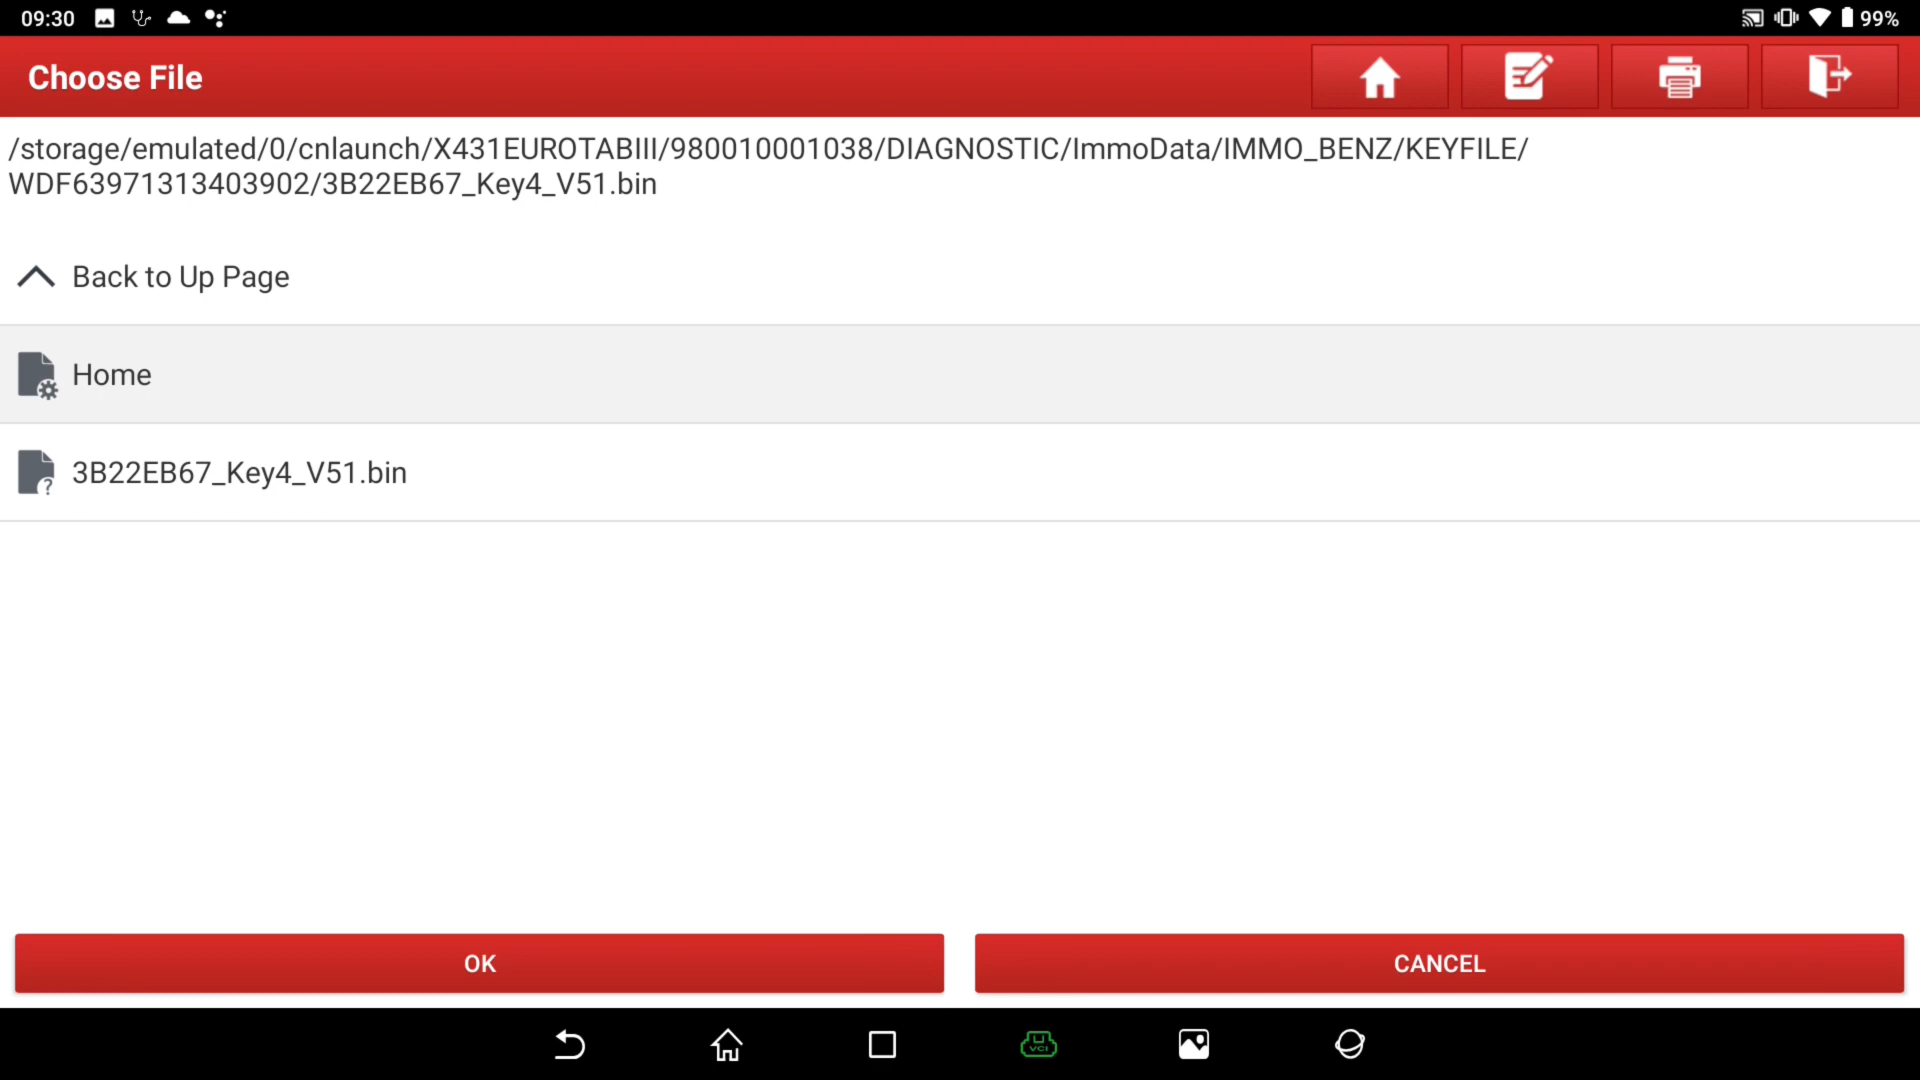 09:30
99%
Choose File
/storage/emulated/0/cnlaunch/X431EUROTABIII/980010001038/DIAGNOSTIC/ImmoData/IMMO_BENZ/KEYFILE/
WDF63971313403902/3B22EB67_Key4_V51.bin
Back to Up Page
Home
3B22EB67_Key4_V51.bin
OK
CANCEL
VCI